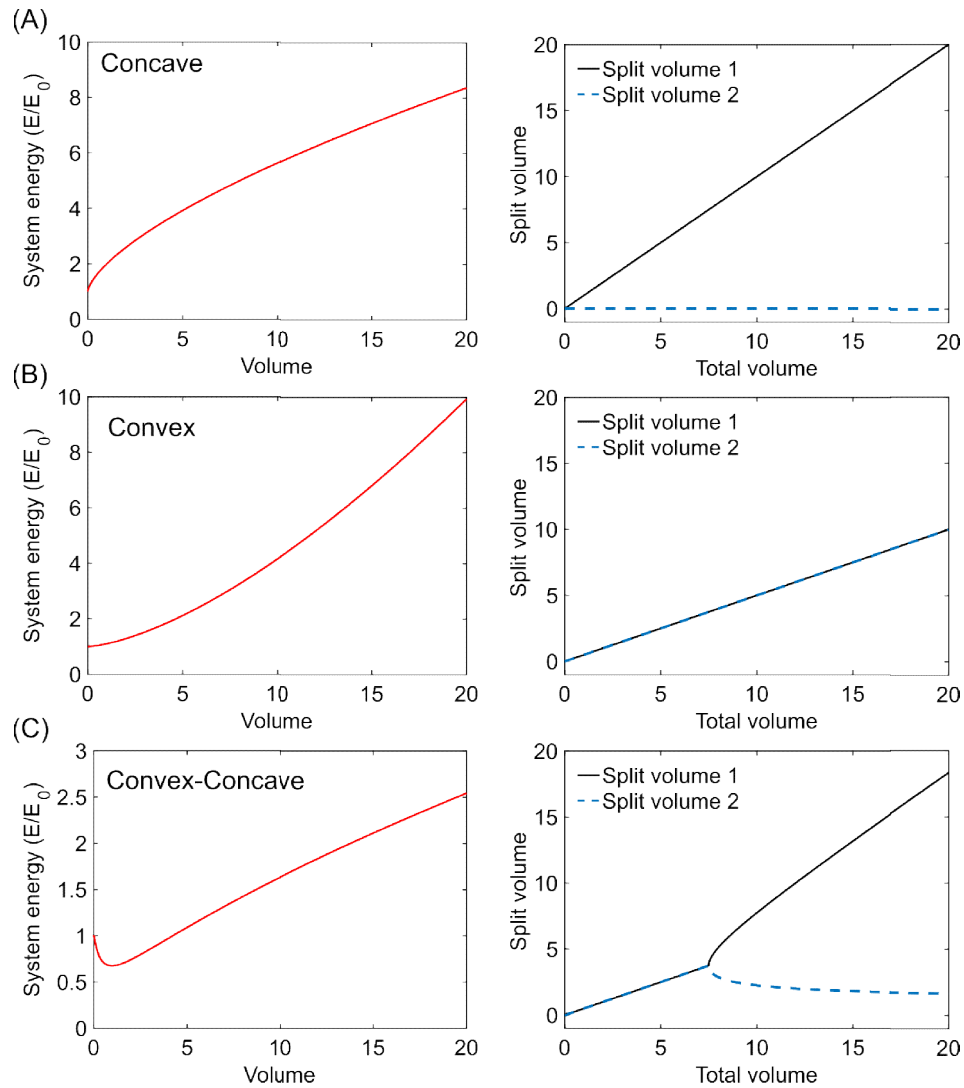 (A)
System energy (E/E0)
10
8
6
4
2
0
Concave
0 5 10 15 20
Volume
Split volume
20
15
10
5
0
Split volume 1
Split volume 2
0 5 10 15 20
Total volume
(B)
System energy (E/E0)
10
8
6
4
2
0
Convex
0 5 10 15 20
Volume
Split volume
20
15
10
5
0
Split volume 1
Split volume 2
0 5 10 15 20
Total volume
(C)
System energy (E/E0)
3
2.5
2
1.5
1
0.5
0
Convex-Concave
0 5 10 15 20
Volume
Split volume
20
15
10
5
0
Split volume 1
Split volume 2
0 5 10 15 20
Total volume